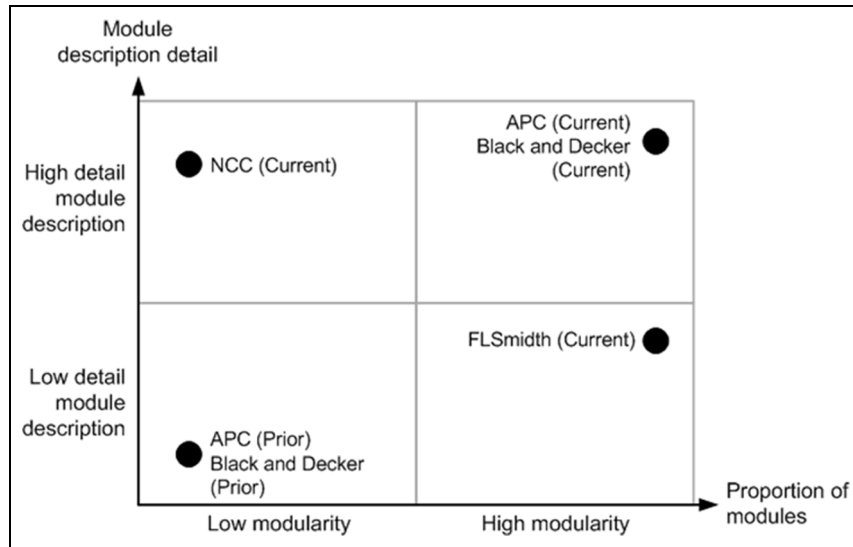 Module
description detail
APC (Current)
Black and Decker
(Current)
NCC (Current)
High detail
module
description
FLSmidth (Current)
Low detail
module
description
APC (Prior)
Black and Decker
(Prior)
Proportion of
modules
Low modularity
High modularity